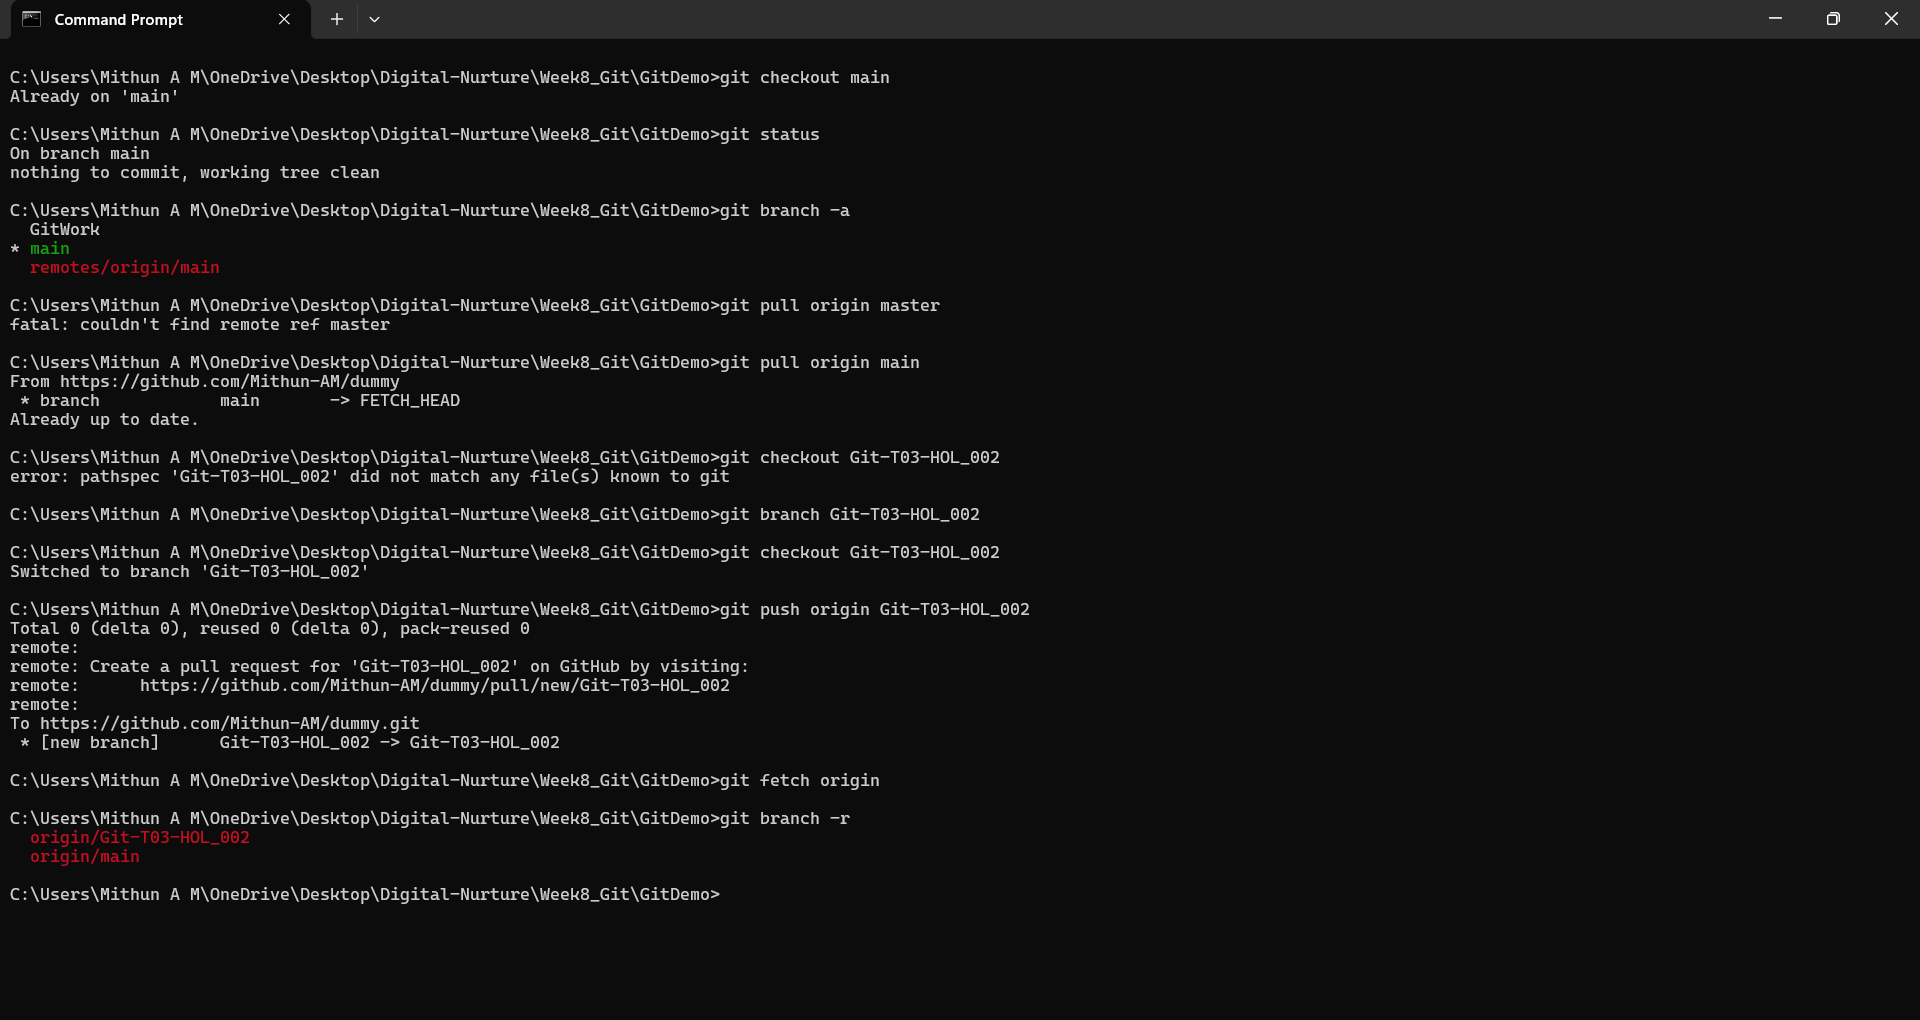 Command Prompt
C:\Users\Mithun A M\OneDrive\Desktop\Digital-Nurture\Week8_Git\GitDemo>git checkout main
Already on 'main'
C:\Users\Mithun A M\OneDrive\Desktop\Digital-Nurture\Week8_Git\GitDemo>git status
On branch main
nothing to commit, working tree clean
C:\Users\Mithun A M\OneDrive\Desktop\Digital-Nurture\Week8_Git\GitDemo>git branch -a
  GitWork
* main
  remotes/origin/main
C:\Users\Mithun A M\OneDrive\Desktop\Digital-Nurture\Week8_Git\GitDemo>git pull origin master
fatal: couldn't find remote ref master
C:\Users\Mithun A M\OneDrive\Desktop\Digital-Nurture\Week8_Git\GitDemo>git pull origin main
From https://github.com/Mithun-AM/dummy
 * branch            main       -> FETCH_HEAD
Already up to date.
C:\Users\Mithun A M\OneDrive\Desktop\Digital-Nurture\Week8_Git\GitDemo>git checkout Git-T03-HOL_002
error: pathspec 'Git-T03-HOL_002' did not match any file(s) known to git
C:\Users\Mithun A M\OneDrive\Desktop\Digital-Nurture\Week8_Git\GitDemo>git branch Git-T03-HOL_002
C:\Users\Mithun A M\OneDrive\Desktop\Digital-Nurture\Week8_Git\GitDemo>git checkout Git-T03-HOL_002
Switched to branch 'Git-T03-HOL_002'
C:\Users\Mithun A M\OneDrive\Desktop\Digital-Nurture\Week8_Git\GitDemo>git push origin Git-T03-HOL_002
Total 0 (delta 0), reused 0 (delta 0), pack-reused 0
remote:
remote: Create a pull request for 'Git-T03-HOL_002' on GitHub by visiting:
remote:      https://github.com/Mithun-AM/dummy/pull/new/Git-T03-HOL_002
remote:
To https://github.com/Mithun-AM/dummy.git
 * [new branch]      Git-T03-HOL_002 -> Git-T03-HOL_002
C:\Users\Mithun A M\OneDrive\Desktop\Digital-Nurture\Week8_Git\GitDemo>git fetch origin
C:\Users\Mithun A M\OneDrive\Desktop\Digital-Nurture\Week8_Git\GitDemo>git branch -r
  origin/Git-T03-HOL_002
  origin/main
C:\Users\Mithun A M\OneDrive\Desktop\Digital-Nurture\Week8_Git\GitDemo>